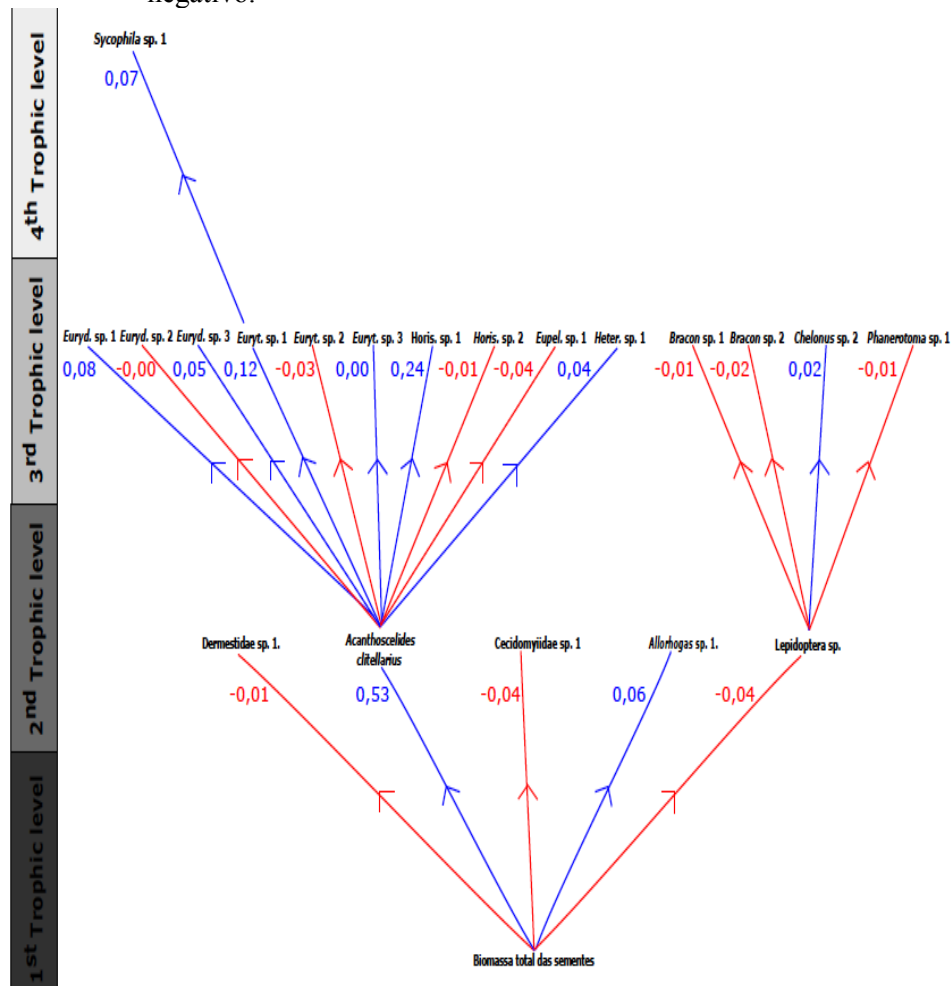 negativo.
Sycophila sp. 1
0,07
4th Trophic level
Euryd. sp. 1 Euryd. sp. 2 Euryd. sp. 3 Euryt. sp. 1 Euryt. sp. 2 Euryt. sp. 3 Horis. sp. 1 Horis. sp. 2 Eupel. sp. 1 Heter. sp. 1 Bracon sp. 1 Bracon sp. 2 Chelonus sp. 2 Phanerotoma sp. 1
0,08 -0,00 0,05 0,12 -0,03 0,00 0,24 -0,01 -0,04 0,04 -0,01 -0,02 0,02 -0,01
3rd Trophic level
Dermestidae sp. 1. Acanthoscelides Cecidomyiidae sp. 1 Allorhogas sp. 1. Lepidoptera sp.
clitellarius
-0,01 0,53 -0,04 0,06 -0,04
2nd Trophic level
1st Trophic level
Biomassa total das sementes